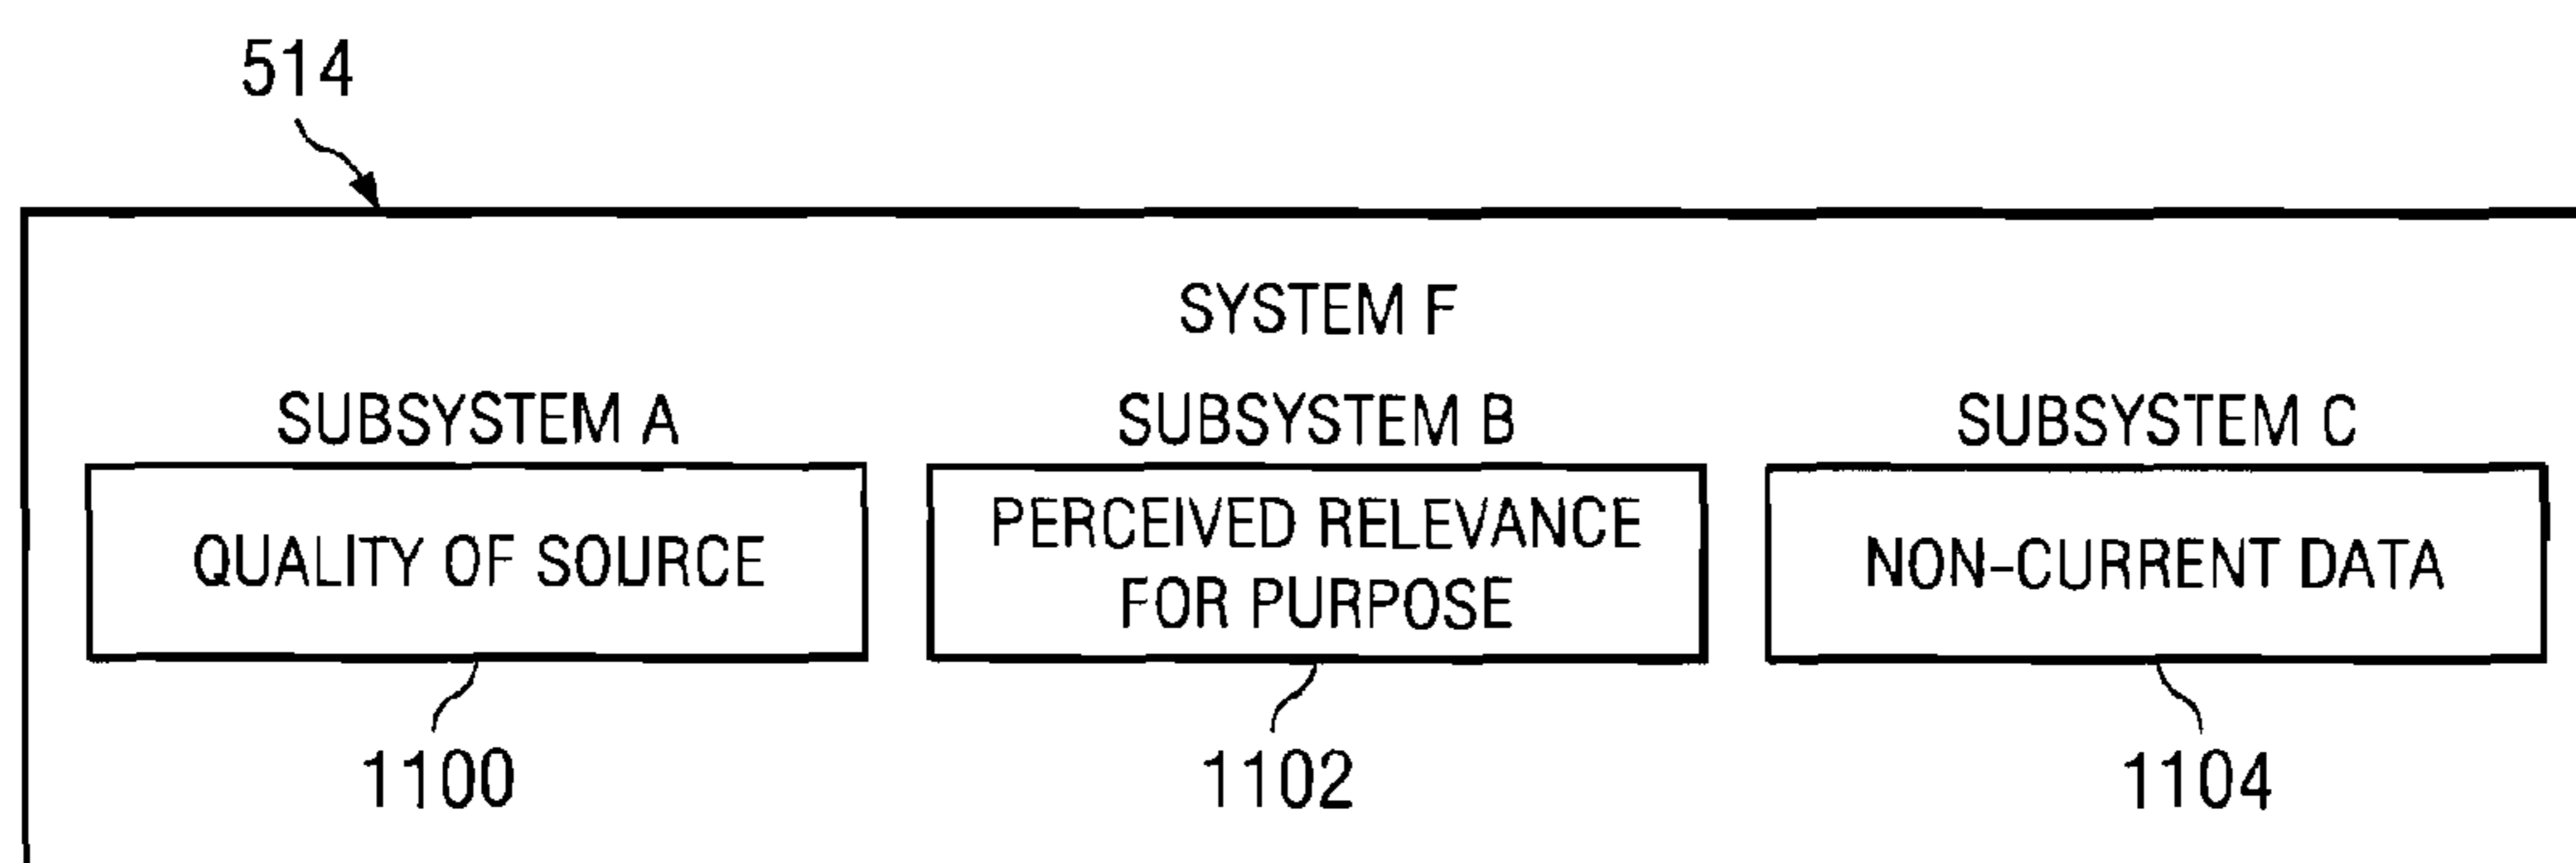 514
SYSTEM F
SUBSYSTEM A
QUALITY OF SOURCE
1100
SUBSYSTEM B
PERCEIVED RELEVANCE
FOR PURPOSE
1102
SUBSYSTEM C
NON-CURRENT DATA
1104